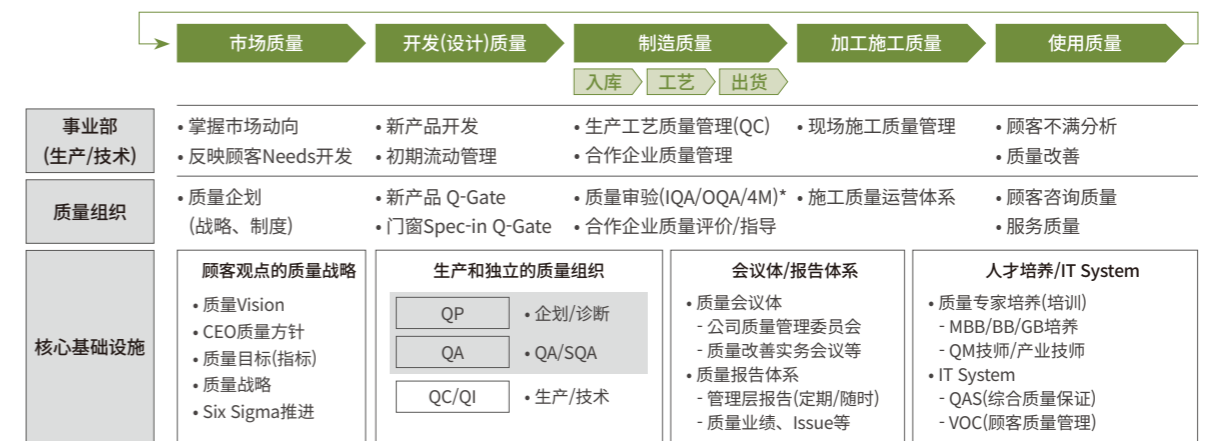 市场质量
开发(设计)质量
制造质量
加工施工质量
使用质量
入库
工艺
出货
事业部
(生产/技术)
• 掌握市场动向
• 反映顾客Needs开发
• 新产品开发
• 初期流动管理
• 生产工艺质量管理(QC)
• 合作企业质量管理
• 现场施工质量管理
• 顾客不满分析
• 质量改善
质量组织
• 质量企划
(战略、制度)
• 新产品 Q-Gate
• 门窗Spec-in Q-Gate
• 质量审验(IQA/OQA/4M)*
• 合作企业质量评价/指导
• 施工质量运营体系
• 顾客咨询质量
• 服务质量
核心基础设施
顾客观点的质量战略
• 质量Vision
• CEO质量方针
• 质量目标(指标)
• 质量战略
• Six Sigma推进
生产和独立的质量组织
QP
• 企划/诊断
QA
• QA/SQA
QC/QI
• 生产/技术
会议体/报告体系
• 质量会议体
- 公司质量管理委员会
- 质量改善实务会议等
• 质量报告体系
- 管理层报告(定期/随时)
- 质量业绩、Issue等
人才培养/IT System
• 质量专家培养(培训)
- MBB/BB/GB培养
- QM技师/产业技师
• IT System
- QAS(综合质量保证)
- VOC(顾客质量管理)